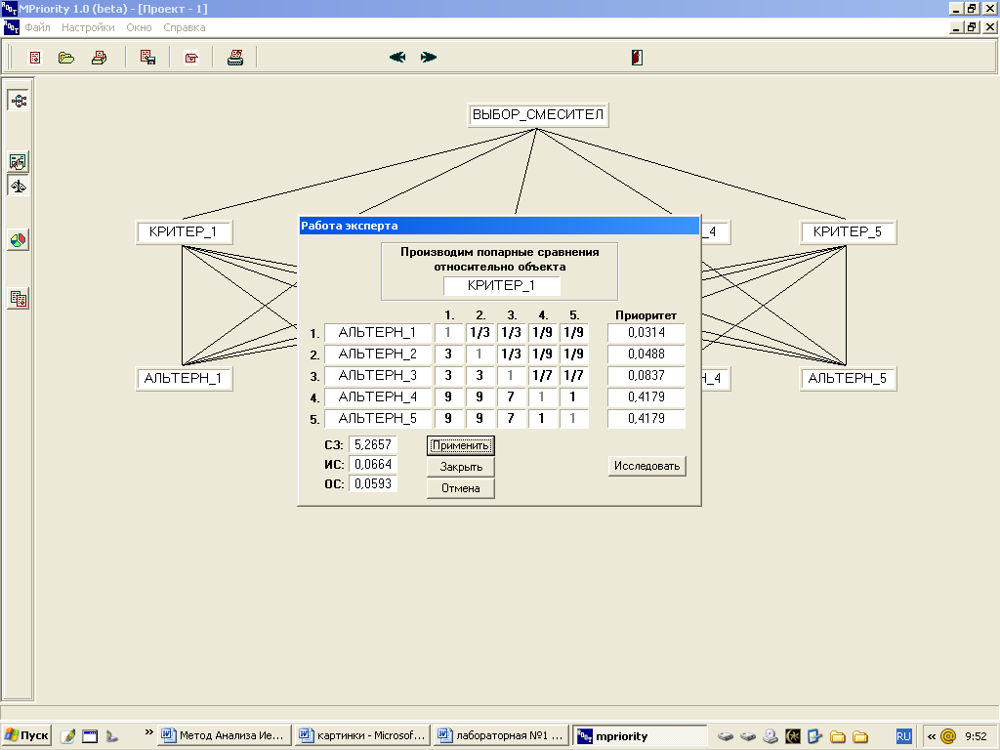 MPriority 1.0 (beta) - [Проект - 1]
Файл Настройки Окно Справка
ВЫБОР_СМЕСИТЕЛ
КРИТЕР_1
_4
КРИТЕР_5
Работа эксперта
Производим попарные сравнения
относительно объекта
КРИТЕР_1
1. 2. 3. 4. 5. Приоритет
1. АЛЬТЕРН_1 1 1/3 1/3 1/9 1/9 0,0314
2. АЛЬТЕРН_2 3 1 1/3 1/9 1/9 0,0488
3. АЛЬТЕРН_3 3 3 1 1/7 1/7 0,0837
4. АЛЬТЕРН_4 9 9 7 1 1 0,4179
5. АЛЬТЕРН_5 9 9 7 1 1 0,4179
АЛЬТЕРН_1
Н_4
АЛЬТЕРН_5
СЗ: 5,2657 Применить
ИС: 0,0664 Закрыть Исследовать
ОС: 0,0593 Отмена
Пуск » Метод Анализа Ие... картинки - Microsof... лабораторная №1 ... mpriority RU « 9:52